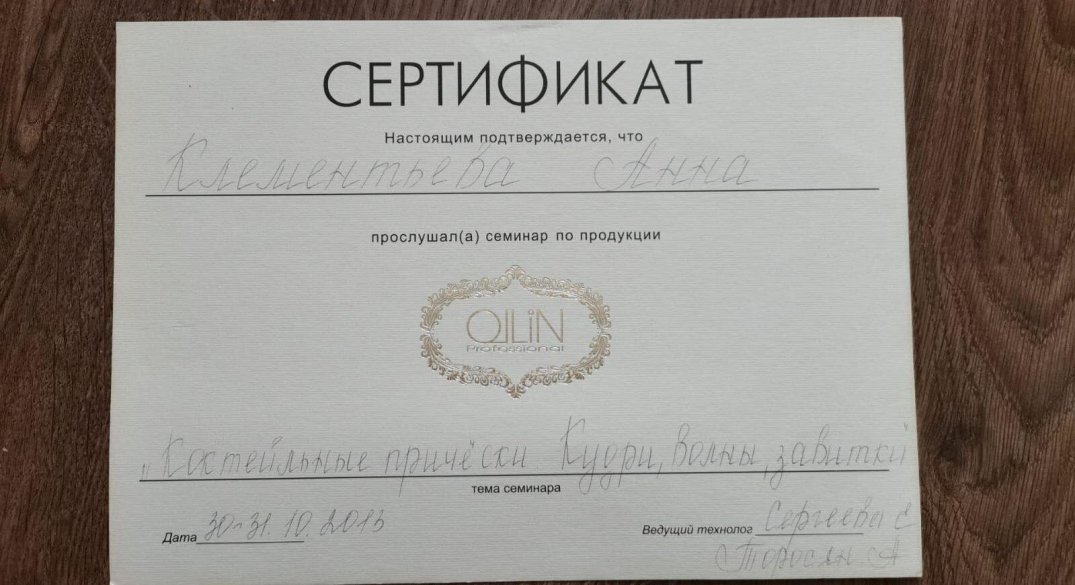 СЕРТИФИКАТ
Настоящим подтверждается, что
Клементьева Анна
прослушал(а) семинар по продукции
OLLiN
Professional
"Коктейльные причёски Кудри, волны, завитки"
тема семинара
Дата 30-31.10.2013 Ведущий технолог Сергеева Е
Торосян А